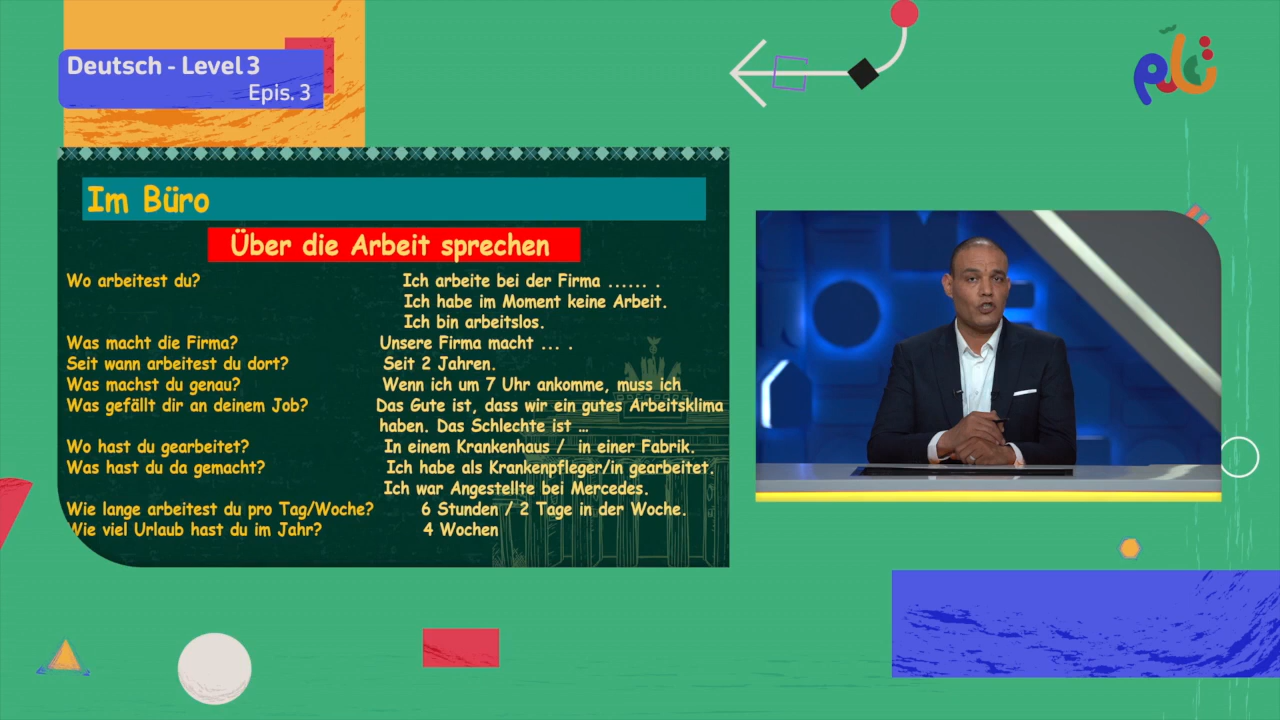 Deutsch - Level 3
Epis. 3
تالم
Im Büro
Über die Arbeit sprechen
Wo arbeitest du? Ich arbeite bei der Firma ...... .
Ich habe im Moment keine Arbeit.
Ich bin arbeitslos.
Was macht die Firma? Unsere Firma macht ... .
Seit wann arbeitest du dort? Seit 2 Jahren.
Was machst du genau? Wenn ich um 7 Uhr ankomme, muss ich
Was gefällt dir an deinem Job? Das Gute ist, dass wir ein gutes Arbeitsklima
haben. Das Schlechte ist ...
Wo hast du gearbeitet? In einem Krankenhaus / in einer Fabrik.
Was hast du da gemacht? Ich habe als Krankenpfleger/in gearbeitet.
Ich war Angestellte bei Mercedes.
Wie lange arbeitest du pro Tag/Woche? 6 Stunden / 2 Tage in der Woche.
Wie viel Urlaub hast du im Jahr? 4 Wochen